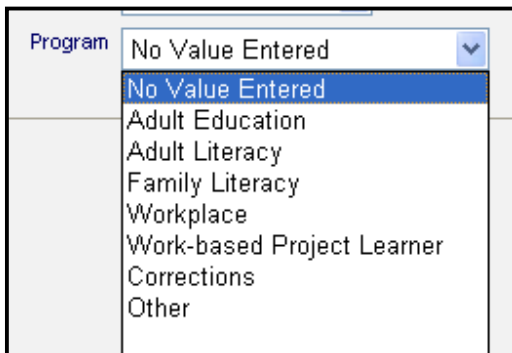 Program No Value Entered
No Value Entered
Adult Education
Adult Literacy
Family Literacy
Workplace
Work-based Project Learner
Corrections
Other